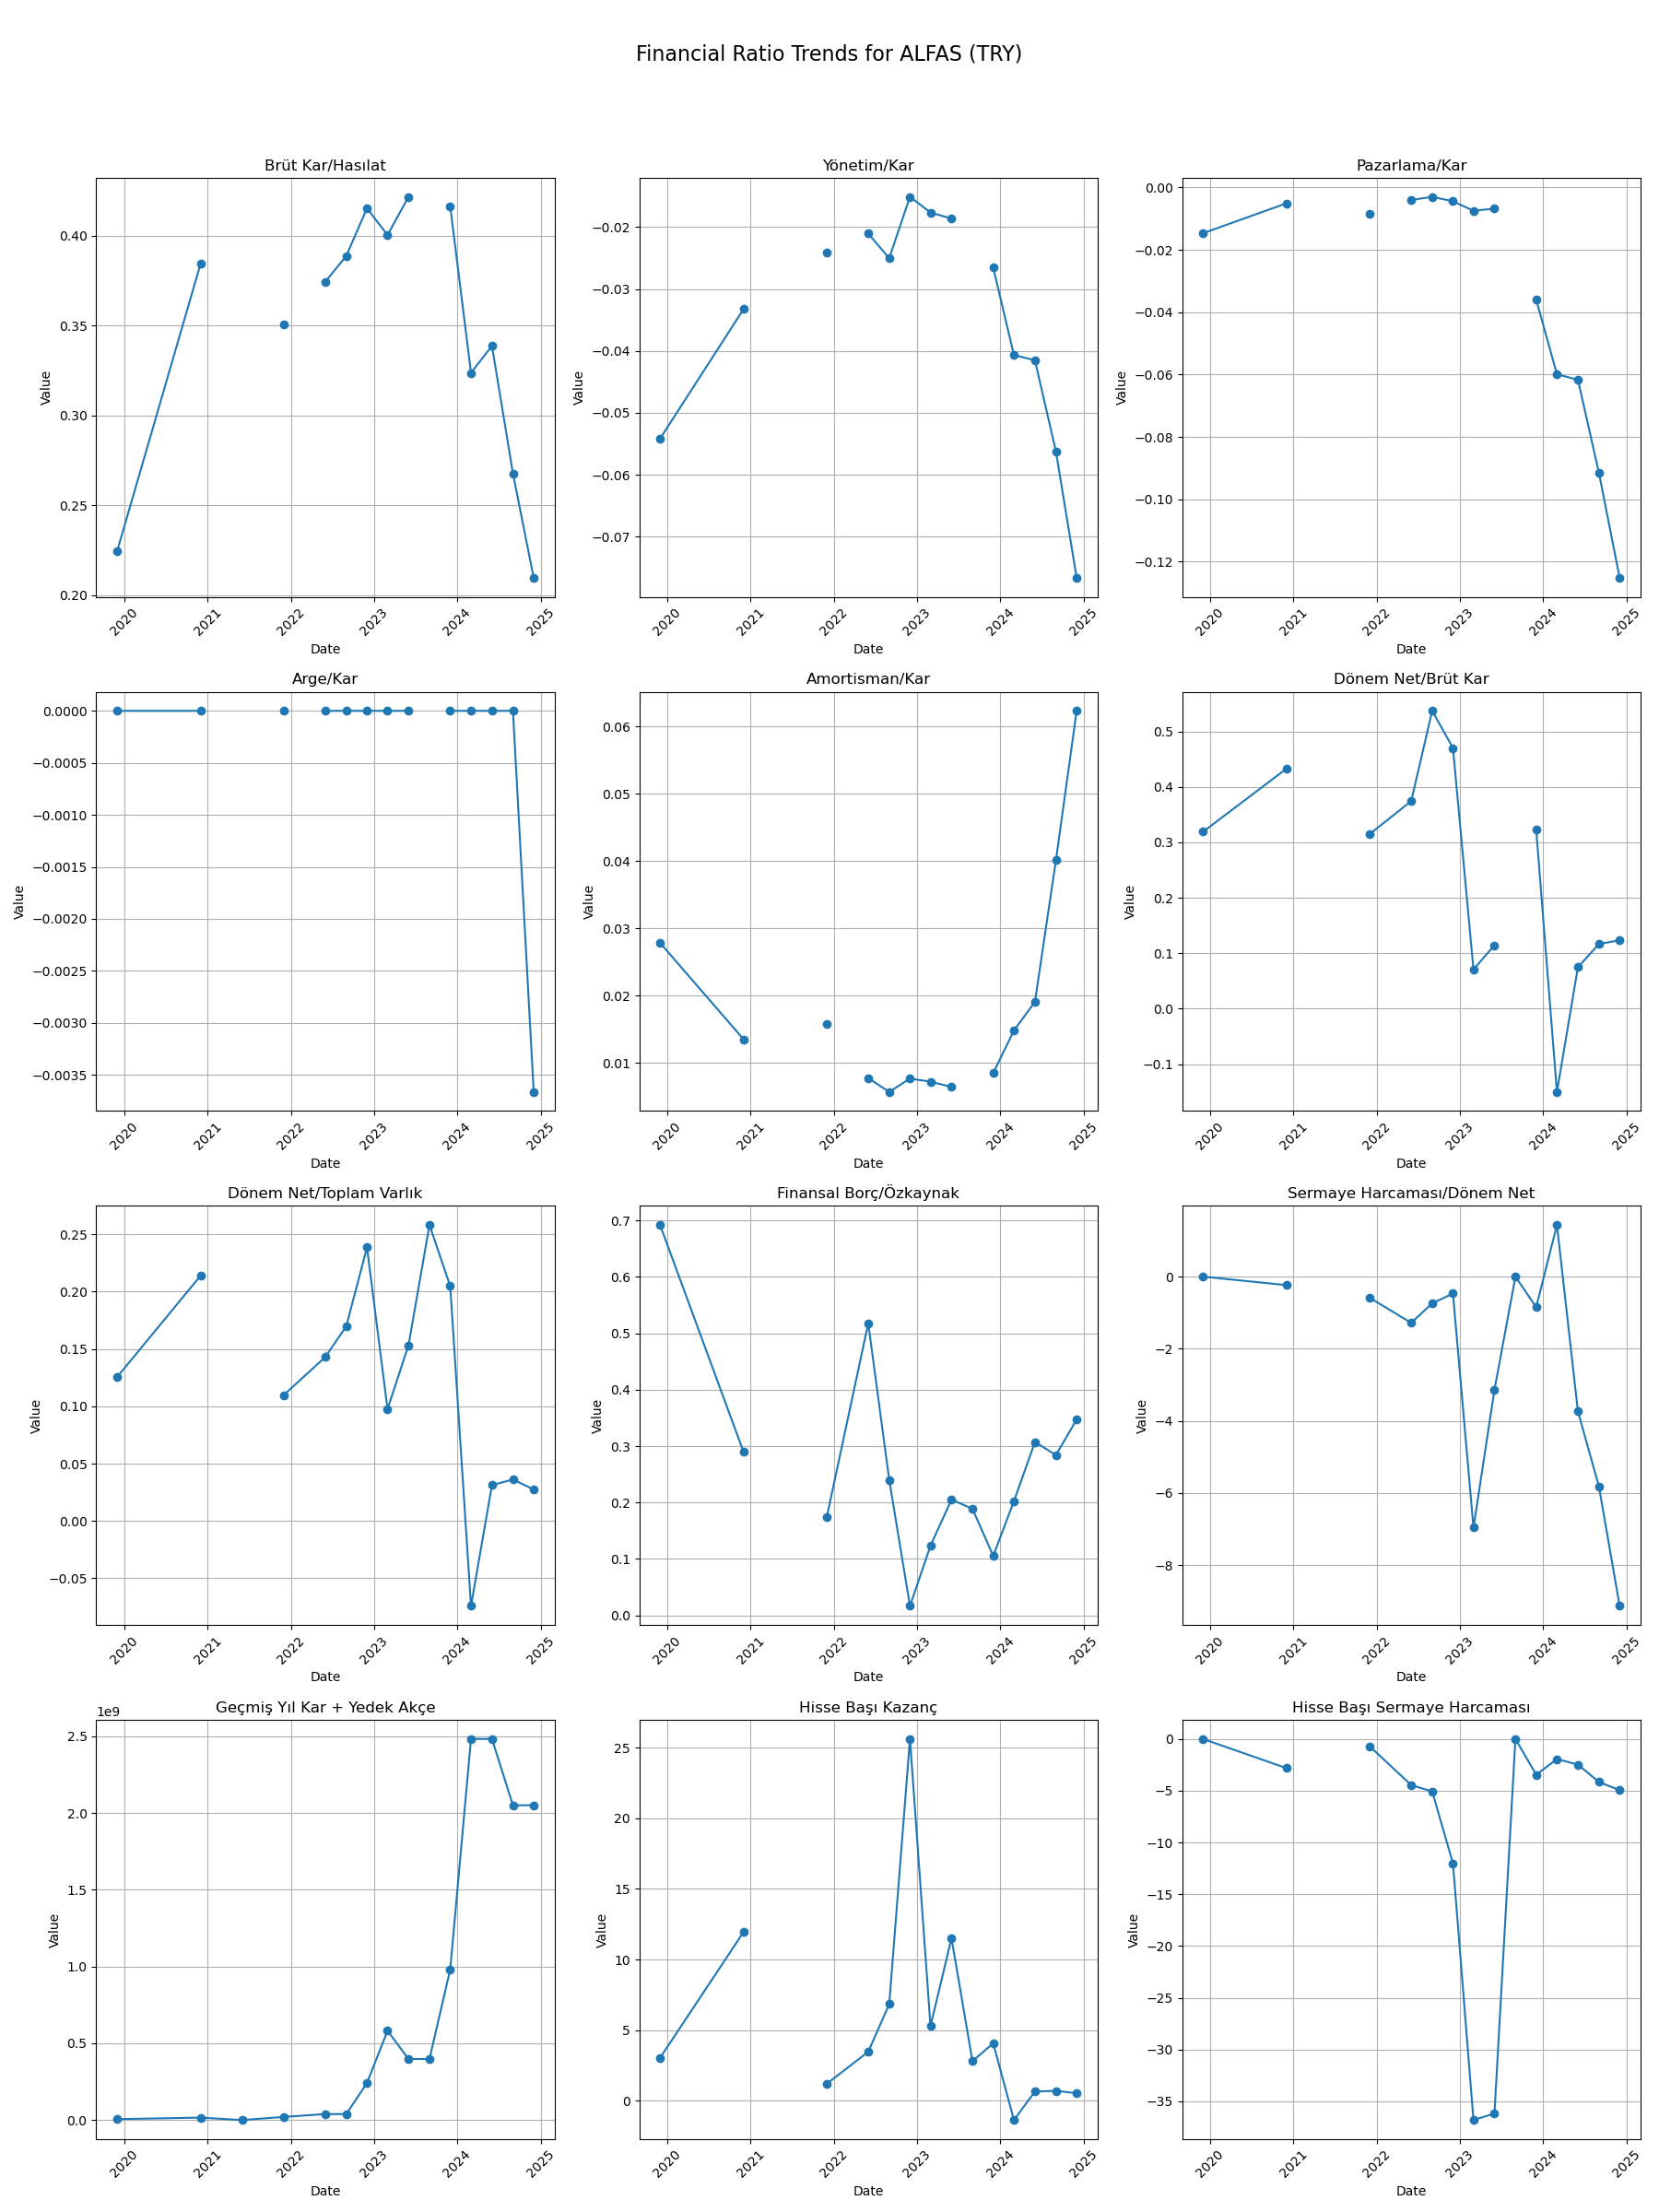 Financial Ratio Trends for ALFAS (TRY)
Brüt Kar/Hasılat
Value
0.40
0.35
0.30
0.25
0.20
2020 2021 2022 2023 2024 2025
Date
Yönetim/Kar
Value
−0.02
−0.03
−0.04
−0.05
−0.06
−0.07
2020 2021 2022 2023 2024 2025
Date
Pazarlama/Kar
Value
0.00
−0.02
−0.04
−0.06
−0.08
−0.10
−0.12
2020 2021 2022 2023 2024 2025
Date
Arge/Kar
Value
0.0000
−0.0005
−0.0010
−0.0015
−0.0020
−0.0025
−0.0030
−0.0035
2020 2021 2022 2023 2024 2025
Date
Amortisman/Kar
Value
0.06
0.05
0.04
0.03
0.02
0.01
2020 2021 2022 2023 2024 2025
Date
Dönem Net/Brüt Kar
Value
0.5
0.4
0.3
0.2
0.1
0.0
−0.1
2020 2021 2022 2023 2024 2025
Date
Dönem Net/Toplam Varlık
Value
0.25
0.20
0.15
0.10
0.05
0.00
−0.05
2020 2021 2022 2023 2024 2025
Date
Finansal Borç/Özkaynak
Value
0.7
0.6
0.5
0.4
0.3
0.2
0.1
0.0
2020 2021 2022 2023 2024 2025
Date
Sermaye Harcaması/Dönem Net
Value
0
−2
−4
−6
−8
2020 2021 2022 2023 2024 2025
Date
Geçmiş Yıl Kar + Yedek Akçe
1e9
Value
2.5
2.0
1.5
1.0
0.5
0.0
2020 2021 2022 2023 2024 2025
Date
Hisse Başı Kazanç
Value
25
20
15
10
5
0
2020 2021 2022 2023 2024 2025
Date
Hisse Başı Sermaye Harcaması
Value
0
−5
−10
−15
−20
−25
−30
−35
2020 2021 2022 2023 2024 2025
Date